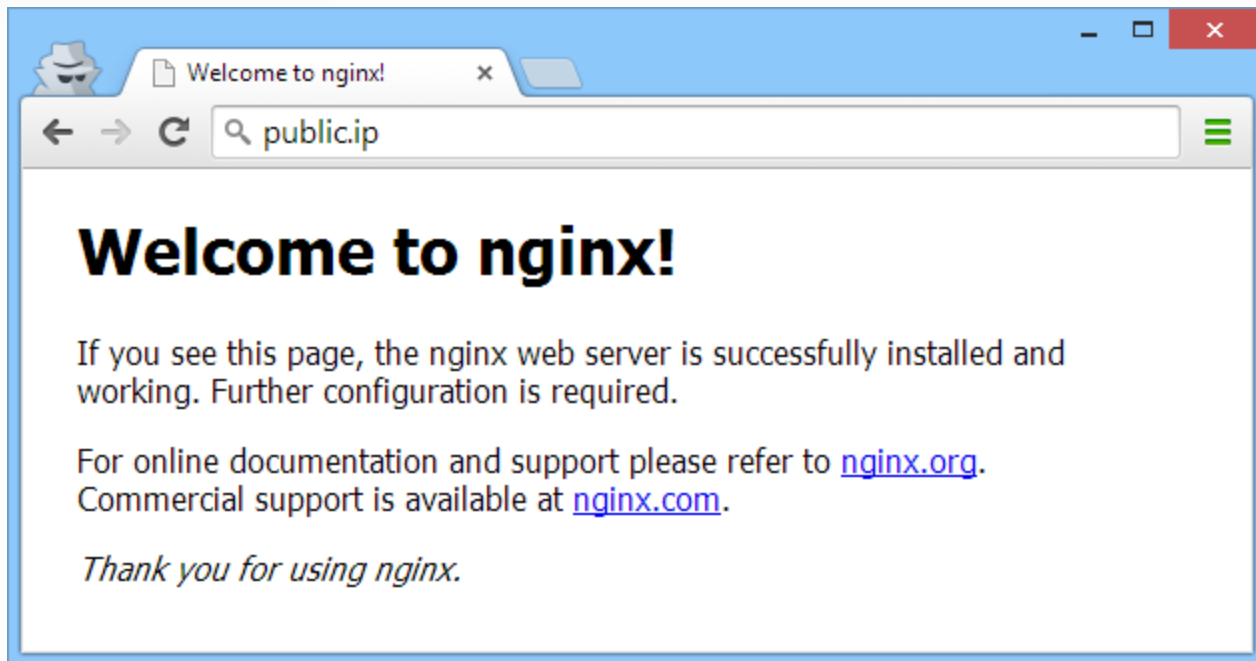 Welcome to nginx!
public.ip
Welcome to nginx!
If you see this page, the nginx web server is successfully installed and
working. Further configuration is required.
For online documentation and support please refer to nginx.org.
Commercial support is available at nginx.com.
Thank you for using nginx.